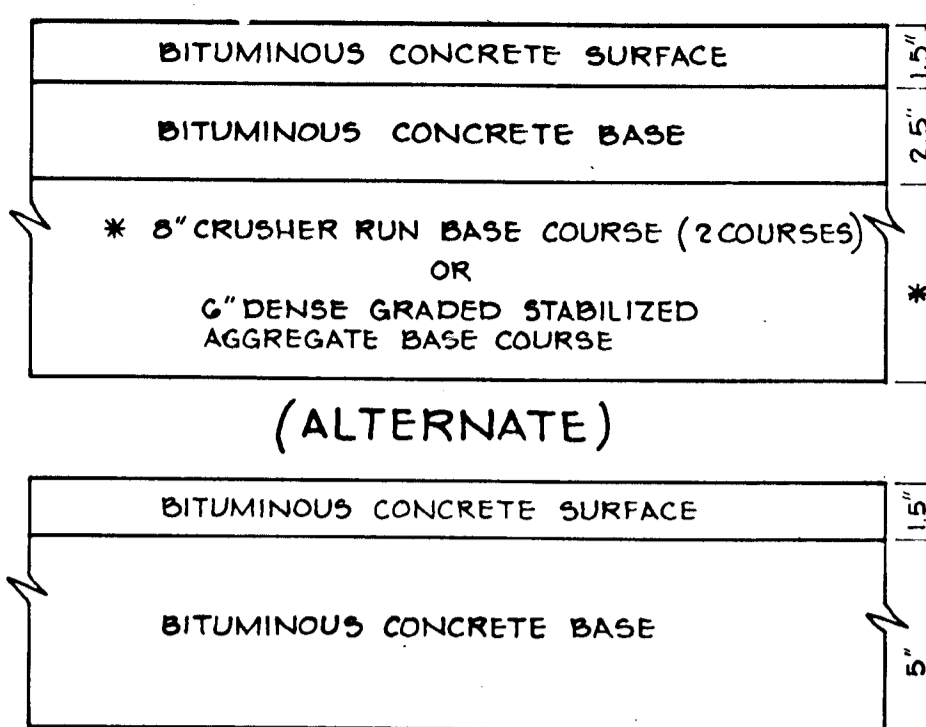 BITUMINOUS CONCRETE SURFACE
1.5"
BITUMINOUS CONCRETE BASE
2.5"
* 8" CRUSHER RUN BASE COURSE (2 COURSES)
OR
6" DENSE GRADED STABILIZED
AGGREGATE BASE COURSE
*
(ALTERNATE)
BITUMINOUS CONCRETE SURFACE
1.5"
BITUMINOUS CONCRETE BASE
5"